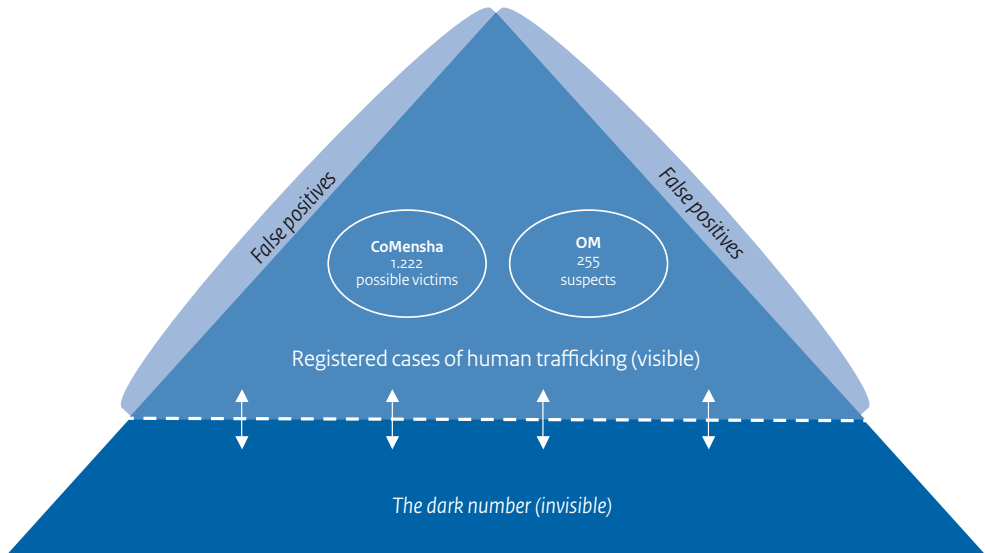 False positives
False positives
CoMensha
1.222
possible victims
OM
255
suspects
Registered cases of human trafficking (visible)
The dark number (invisible)